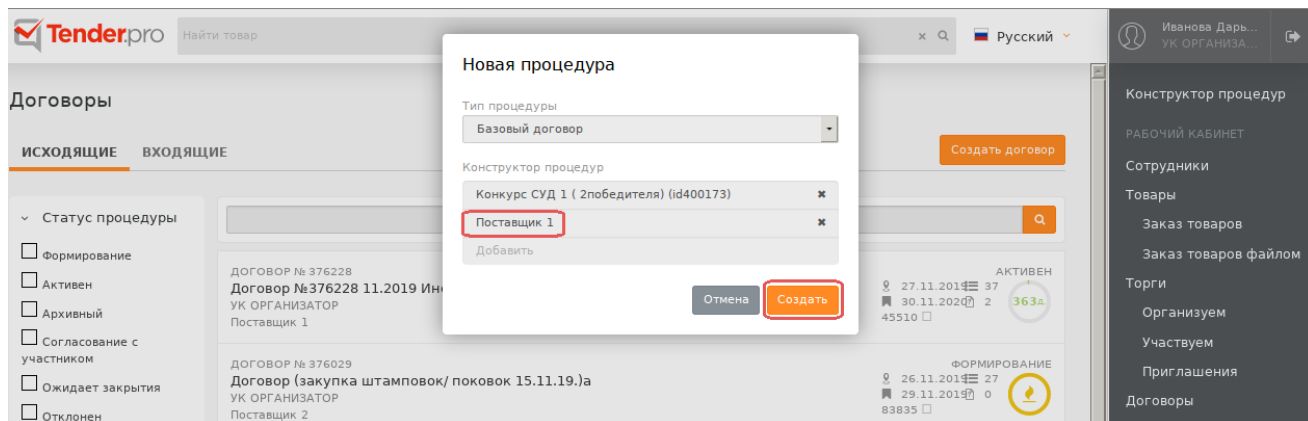 Tender.pro
Найти товар
Русский
Иванова Дарь...
УК ОРГАНИЗА...
Договоры
ИСХОДЯЩИЕ ВХОДЯЩИЕ
Создать договор
Статус процедуры
Формирование
Активен
Архивный
Согласование с
участником
Ожидает закрытия
Отклонен
Новая процедура
Тип процедуры
Базовый договор
Конструктор процедур
Конкурс СУД 1 ( 2победителя) (id400173)
Поставщик 1
Добавить
Отмена
Создать
ДОГОВОР № 376228
АКТИВЕН
Договор №376228 11.2019 Ин
УК ОРГАНИЗАТОР
Поставщик 1
27.11.2019 37
30.11.2020 2
45510
363д.
ДОГОВОР № 376029
ФОРМИРОВАНИЕ
Договор (закупка штамповок/ поковок 15.11.19.)а
УК ОРГАНИЗАТОР
Поставщик 2
26.11.2019 27
29.11.2019 0
83835
Конструктор процедур
РАБОЧИЙ КАБИНЕТ
Сотрудники
Товары
Заказ товаров
Заказ товаров файлом
Торги
Организуем
Участвуем
Приглашения
Договоры